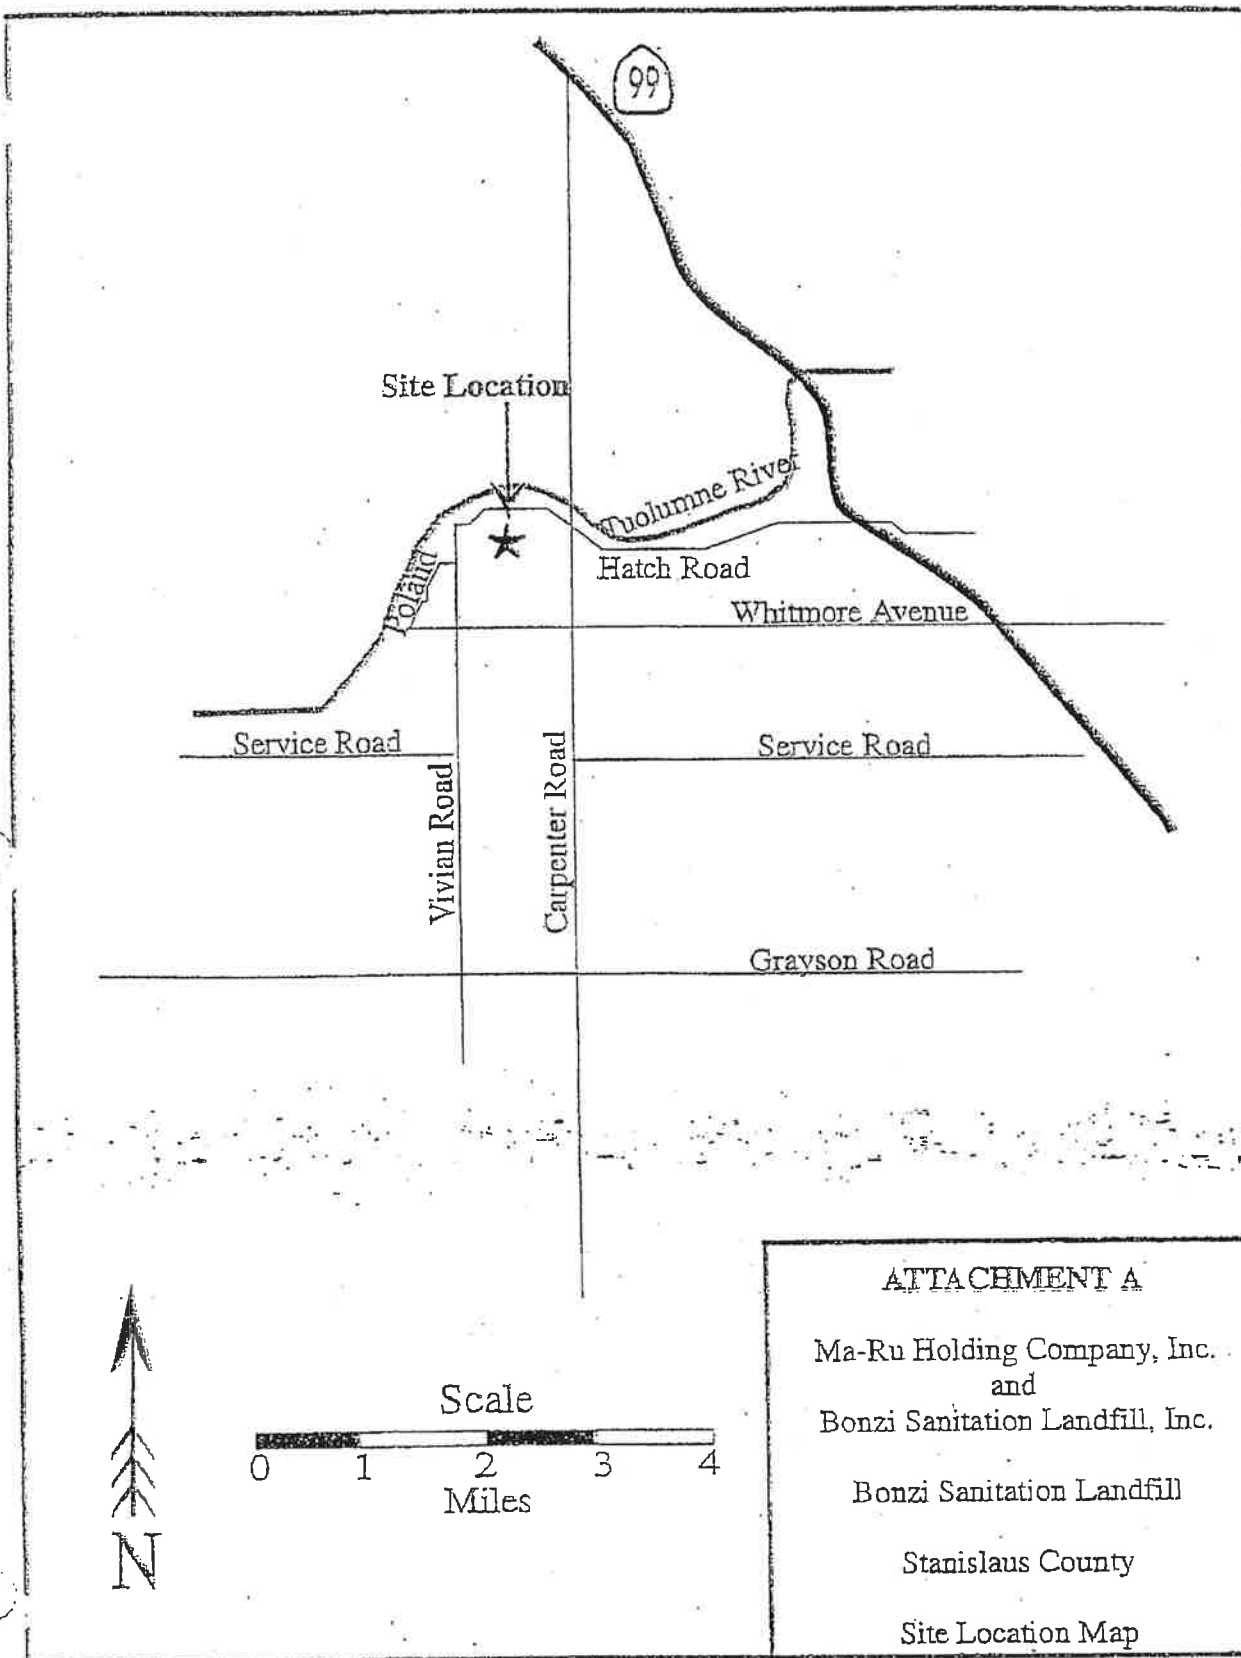 99
Site Location
Tuolumne River
Hatch Road
Poland
Whitmore Avenue
Service Road
Service Road
Vivian Road
Carpenter Road
Grayson Road
Scale
0 1 2 3 4
Miles
N
ATTACHMENT A
Ma-Ru Holding Company, Inc.
and
Bonzi Sanitation Landfill, Inc.
Bonzi Sanitation Landfill
Stanislaus County
Site Location Map